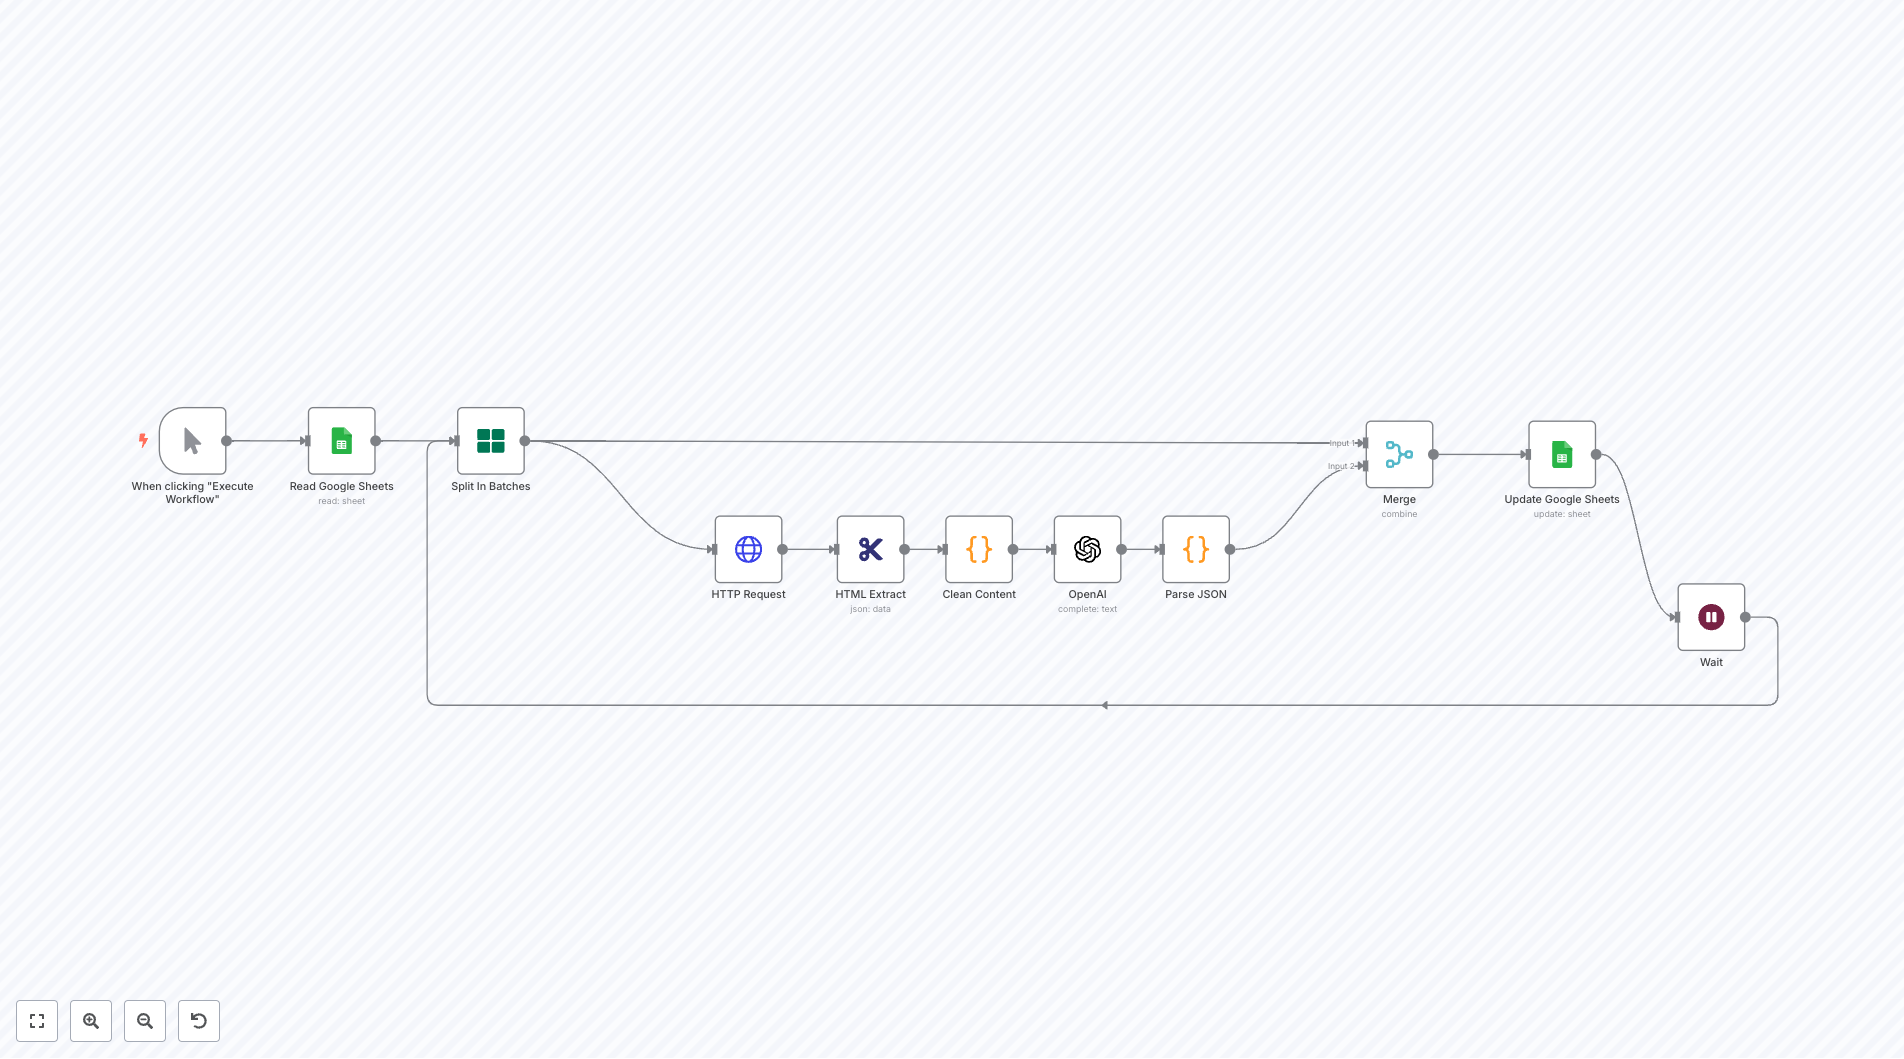 When clicking "Execute
Workflow"
Read Google Sheets
read: sheet
Split In Batches
HTTP Request
HTML Extract
json: data
Clean Content
OpenAI
complete: text
Parse JSON
Input 1
Input 2
Merge
combine
Update Google Sheets
update: sheet
Wait